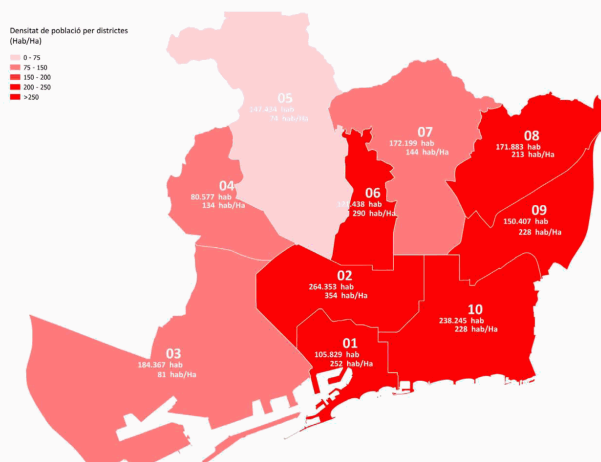 Densitat de població per districtes
(Hab/Ha)
0 - 75
75 - 150
150 - 200
200 - 250
>250
05
147.434 hab
74 hab/Ha
07
172.199 hab
144 hab/Ha
08
171.883 hab
213 hab/Ha
04
80.577 hab
134 hab/Ha
06
hab
290 hab/Ha
09
150.407 hab
228 hab/Ha
02
264.353 hab
354 hab/Ha
10
238.245 hab
228 hab/Ha
03
184.367 hab
81 hab/Ha
01
105.829 hab
252 hab/Ha